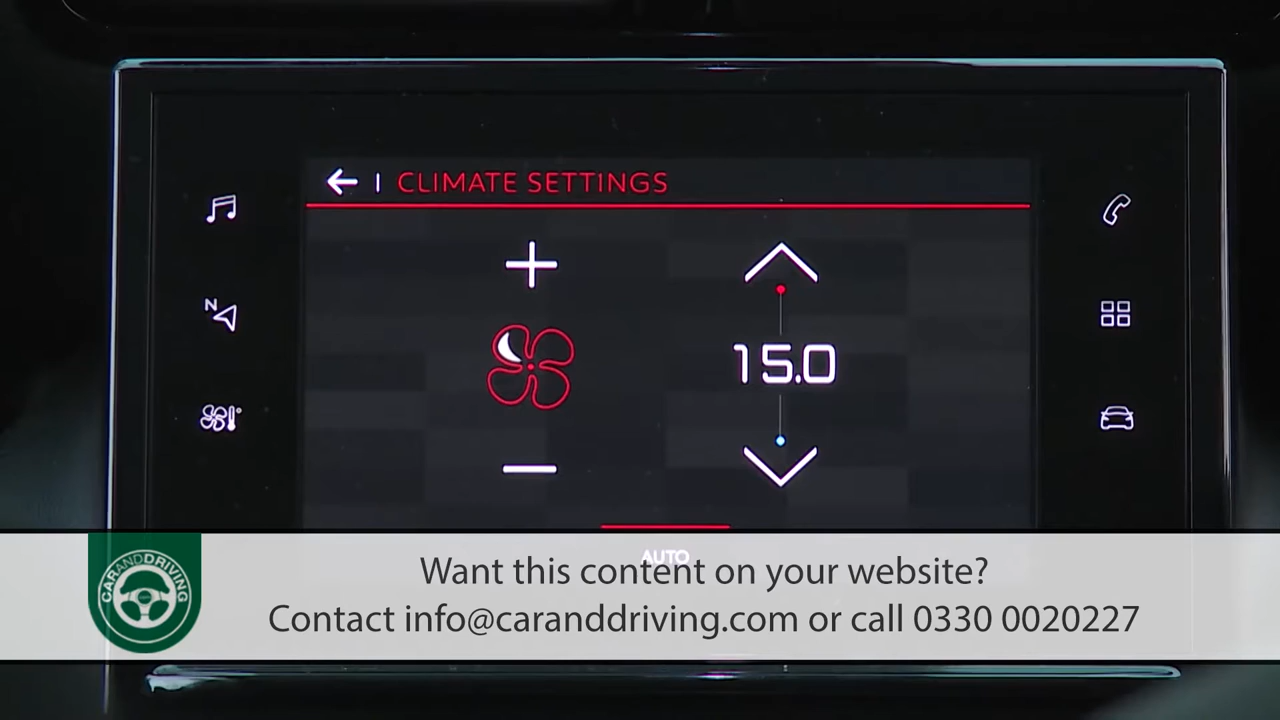 CLIMATE SETTINGS
N
15.0
AUTO
CARANDDRIVING
Want this content on your website?
Contact info@caranddriving.com or call 0330 0020227